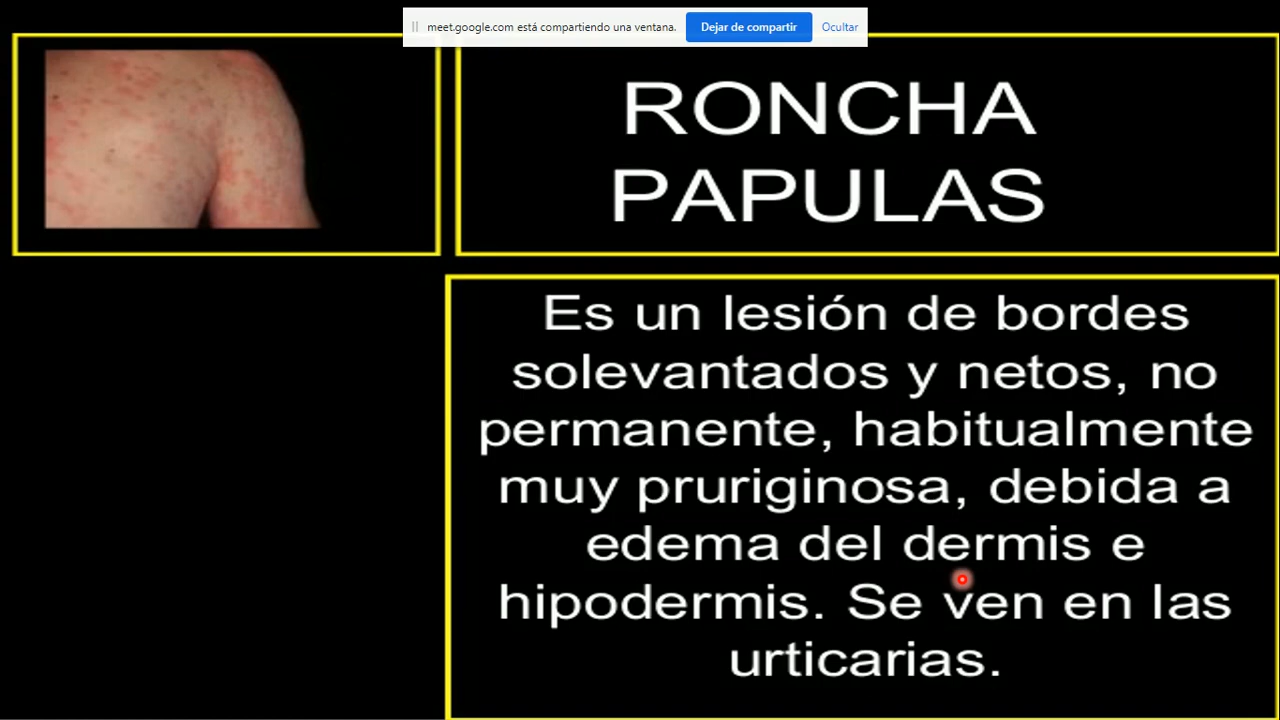 meet.google.com está compartiendo una ventana. Dejar de compartir Ocultar
RONCHA
PAPULAS
Es un lesión de bordes
solevantados y netos, no
permanente, habitualmente
muy pruriginosa, debida a
edema del dermis e
hipodermis. Se ven en las
urticarias.